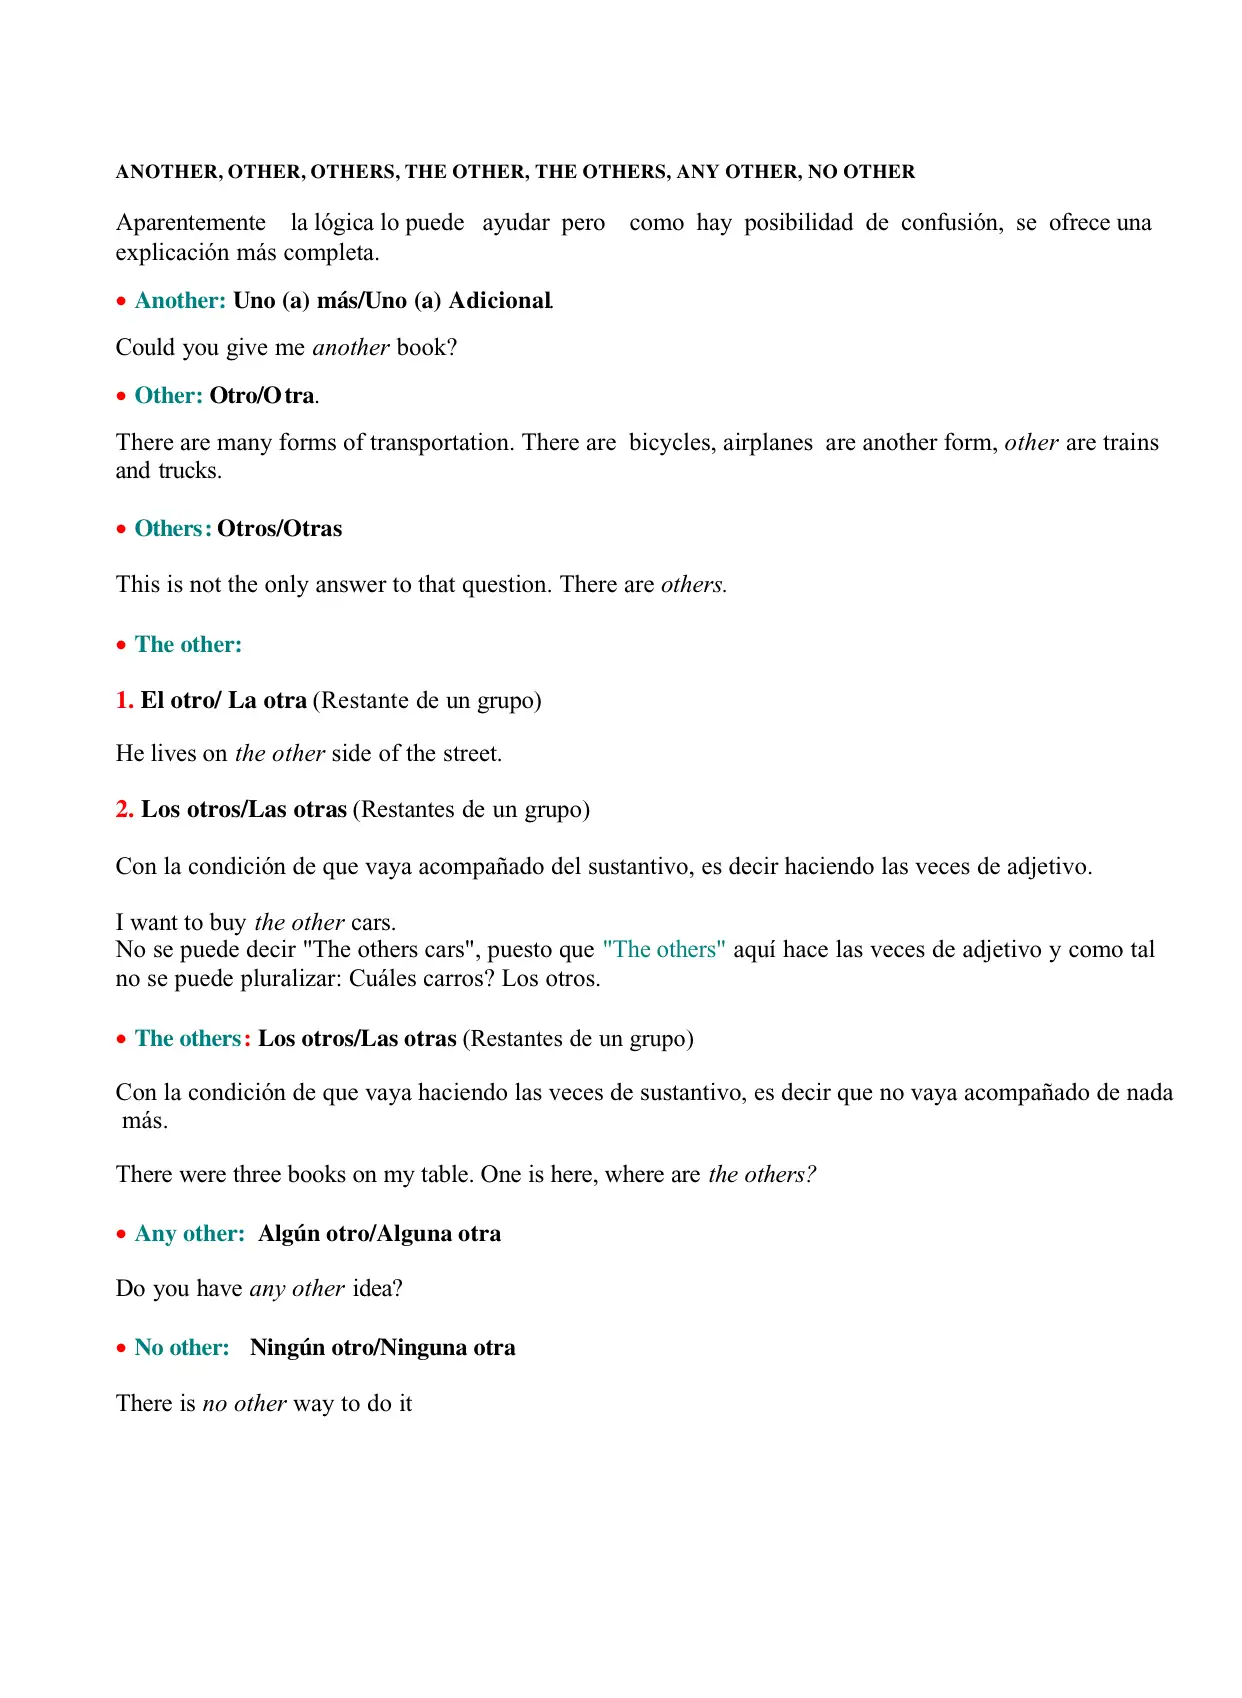 ANOTHER, OTHER, OTHERS, THE OTHER, THE OTHERS, ANY OTHER, NO OTHER
Aparentemente la lógica lo puede ayudar pero como hay posibilidad de confusión, se ofrece una
explicación más completa.
• Another: Uno (a) más/Uno (a) Adicional.
Could you give me another book?
• Other: Otro/Otra.
There are many forms of transportation. There are bicycles, airplanes are another form, other are trains
and trucks.
• Others: Otros/Otras
This is not the only answer to that question. There are others.
• The other:
1. El otro/ La otra (Restante de un grupo)
He lives on the other side of the street.
2. Los otros/Las otras (Restantes de un grupo)
Con la condición de que vaya acompañado del sustantivo, es decir haciendo las veces de adjetivo.
I want to buy the other cars.
No se puede decir "The others cars", puesto que "The others" aquí hace las veces de adjetivo y como tal
no se puede pluralizar: Cuáles carros? Los otros.
• The others: Los otros/Las otras (Restantes de un grupo)
Con la condición de que vaya haciendo las veces de sustantivo, es decir que no vaya acompañado de nada
más.
There were three books on my table. One is here, where are the others?
• Any other: Algún otro/Alguna otra
Do you have any other idea?
• No other: Ningún otro/Ninguna otra
There is no other way to do it